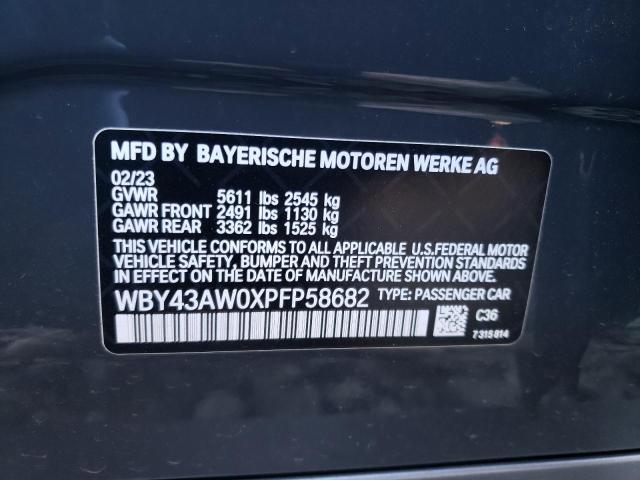 MFD BY BAYERISCHE MOTOREN WERKE AG
02/23
GVWR 5611 lbs 2545 kg
GAWR FRONT 2491 lbs 1130 kg
GAWR REAR 3362 lbs 1525 kg
THIS VEHICLE CONFORMS TO ALL APPLICABLE U.S.FEDERAL MOTOR
VEHICLE SAFETY, BUMPER, AND THEFT PREVENTION STANDARDS
IN EFFECT ON THE DATE OF MANUFACTURE SHOWN ABOVE.
WBY43AW0XPFP58682 TYPE: PASSENGER CAR
C36
7315814